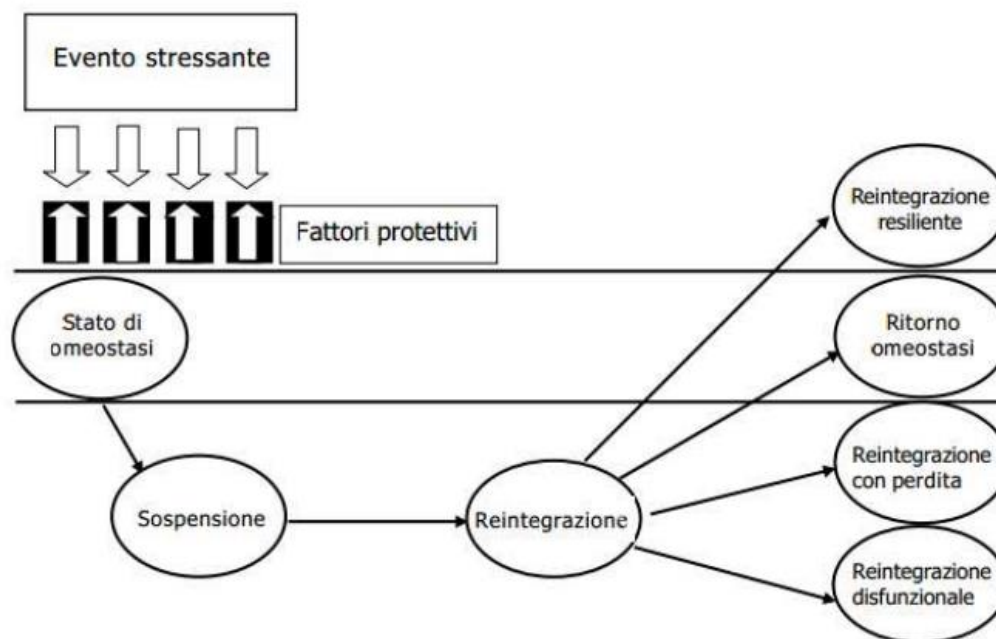 Evento stressante
Fattori protettivi
Reintegrazione
resiliente
Stato di
omeostasi
Ritorno
omeostasi
Sospensione
Reintegrazione
Reintegrazione
con perdita
Reintegrazione
disfunzionale